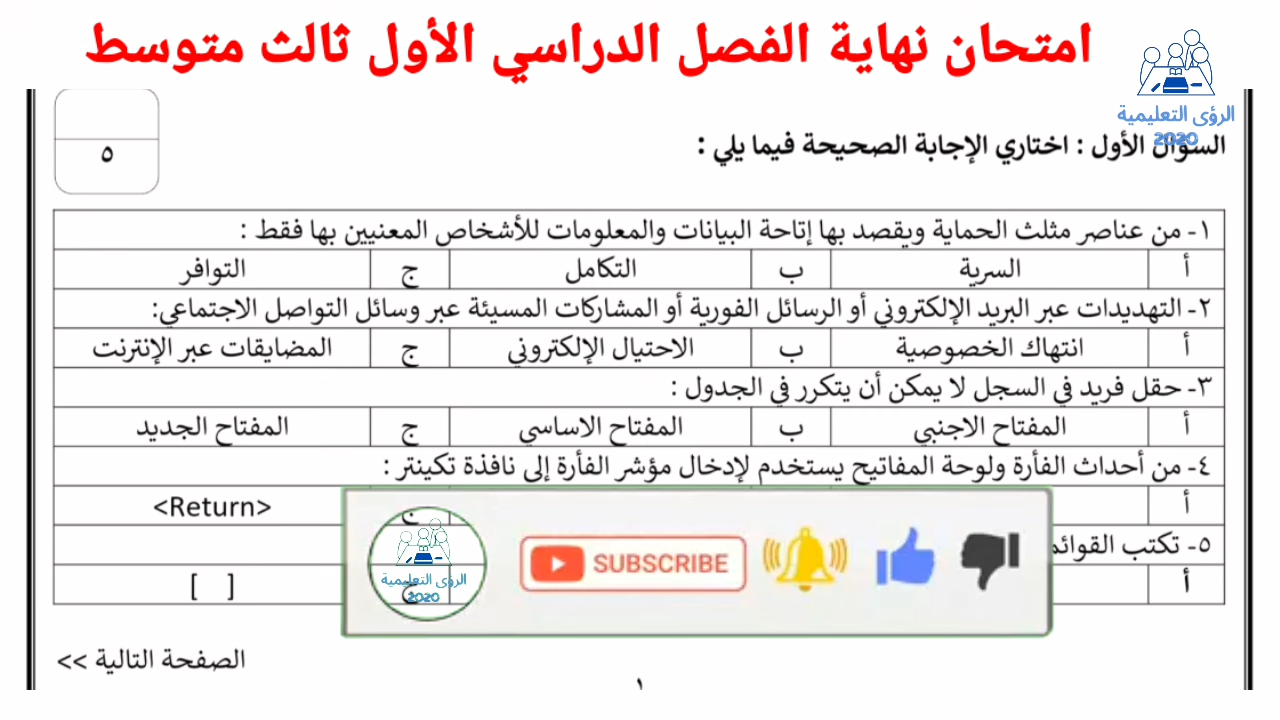 امتحان نهاية الفصل الدراسي الأول ثالث متوسط
الرؤى التعليمية
2020
٥
السؤال الأول : اختاري الإجابة الصحيحة فيما يلي :
١- من عناصر مثلث الحماية ويقصد بها إتاحة البيانات والمعلومات للأشخاص المعنيين بها فقط :
أ السرية ب التكامل ج التوافر
٢- التهديدات عبر البريد الإلكتروني أو الرسائل الفورية أو المشاركات المسيئة عبر وسائل التواصل الاجتماعي:
أ انتهاك الخصوصية ب الاحتيال الإلكتروني ج المضايقات عبر الإنترنت
٣- حقل فريد في السجل لا يمكن أن يتكرر في الجدول :
أ المفتاح الاجنبي ب المفتاح الاساسي ج المفتاح الجديد
٤- من أحداث الفأرة ولوحة المفاتيح يستخدم لإدخال مؤشر الفأرة إلى نافذة تكينتر :
أ ج <Return>
٥- تكتب القوائم
أ ج [ ]
الرؤى التعليمية
2020
SUBSCRIBE
الصفحة التالية >>
١